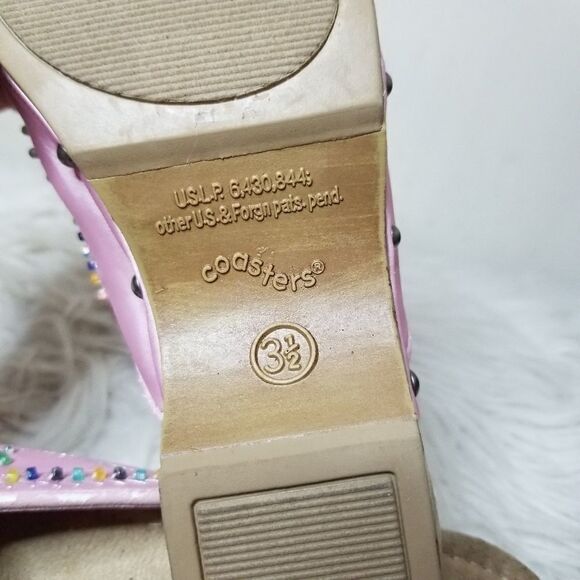 U.S.L.P. 6,430,844;
other U.S.& Forgn pats. pend.
coasters®
3½